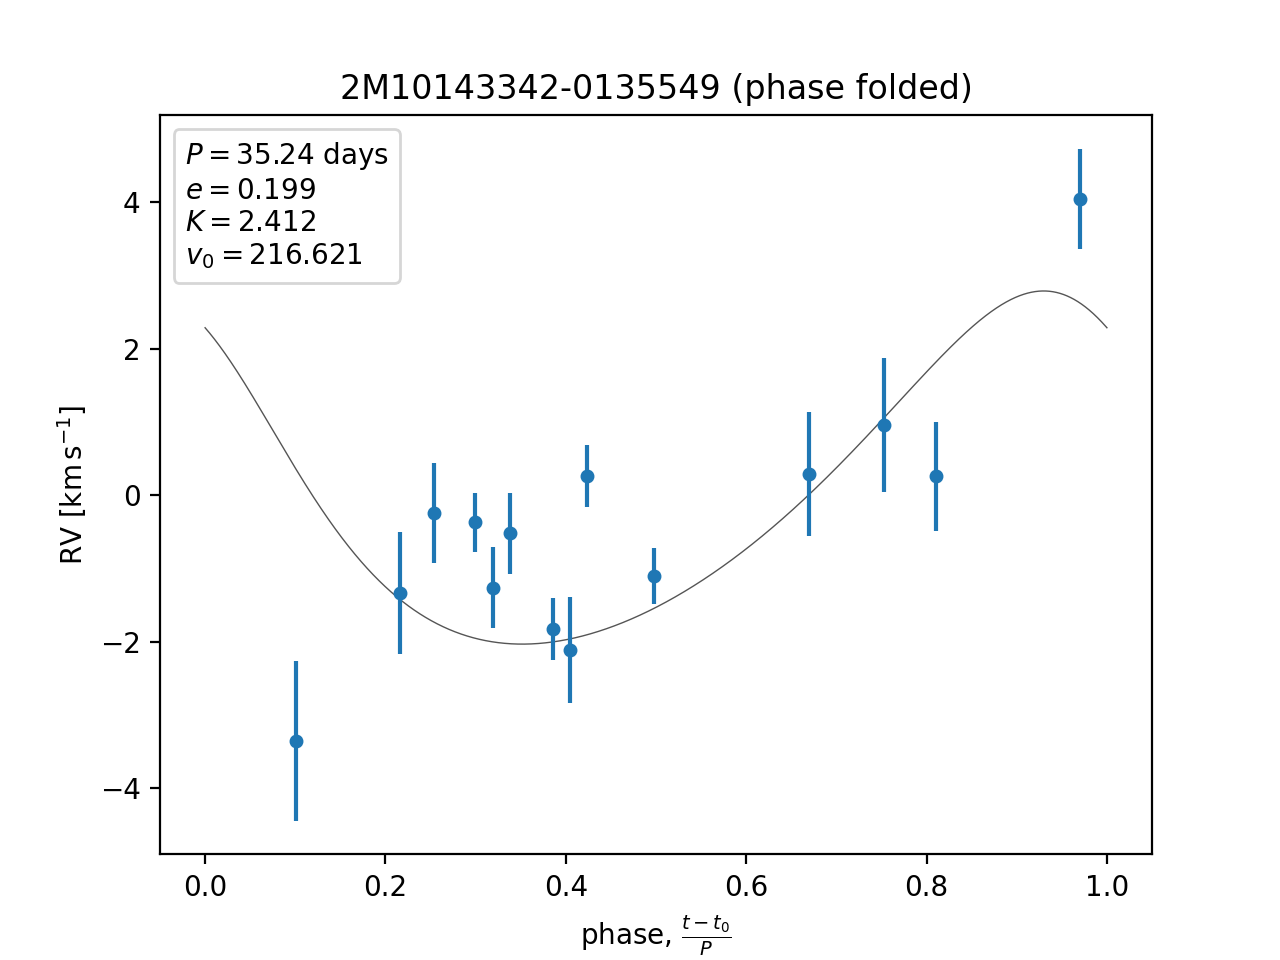 2M10143342-0135549 (phase folded)
P = 35.24 days
e = 0.199
K = 2.412
v₀ = 216.621
4
2
0
−2
−4
RV [km s⁻¹]
0.0 0.2 0.4 0.6 0.8 1.0
phase, (t − t₀)/P